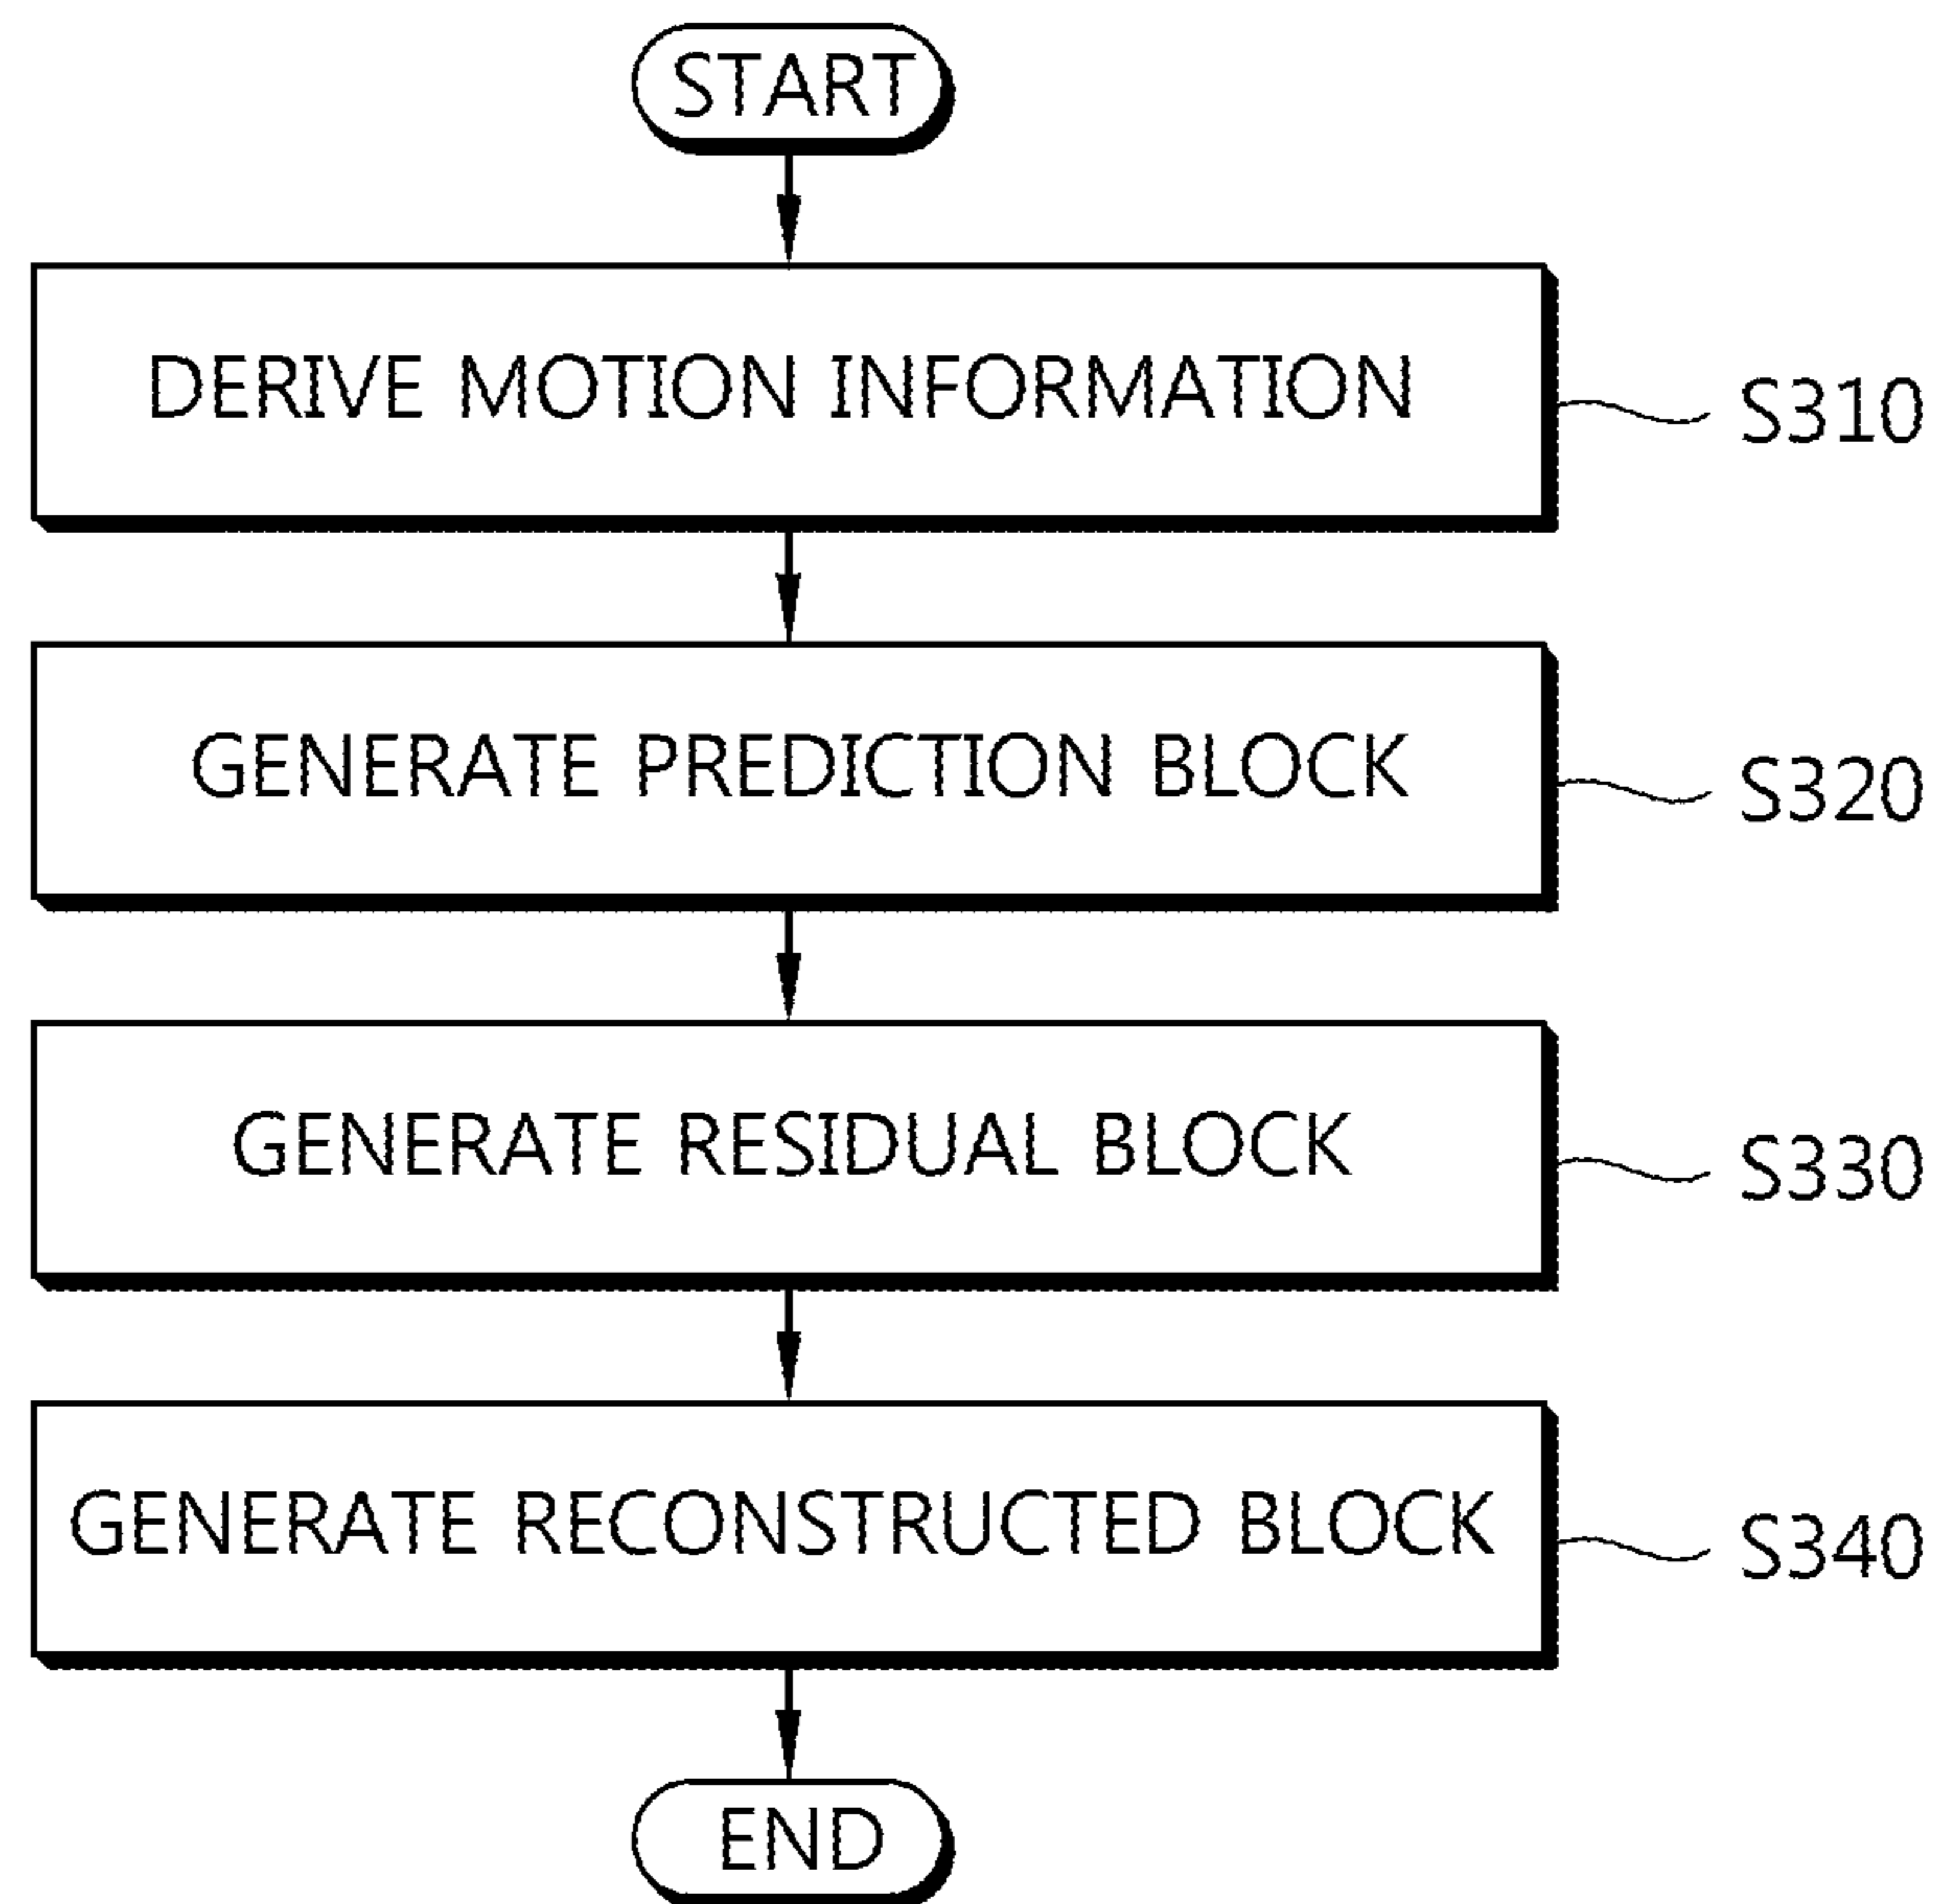 START
DERIVE MOTION INFORMATION
S310
GENERATE PREDICTION BLOCK
S320
GENERATE RESIDUAL BLOCK
S330
GENERATE RECONSTRUCTED BLOCK
S340
END